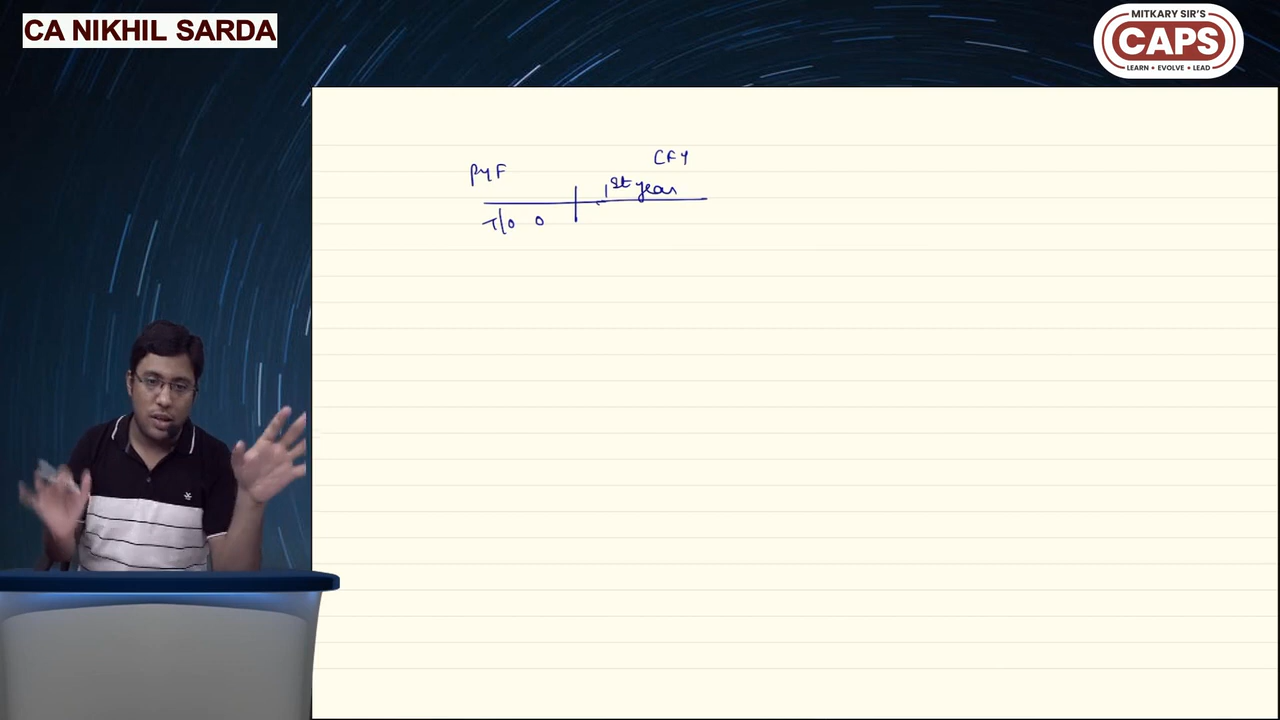 CA NIKHIL SARDA
MITKARY SIR'S
CAPS
LEARN • EVOLVE • LEAD
PYF
CFY
1st year
T/O 0